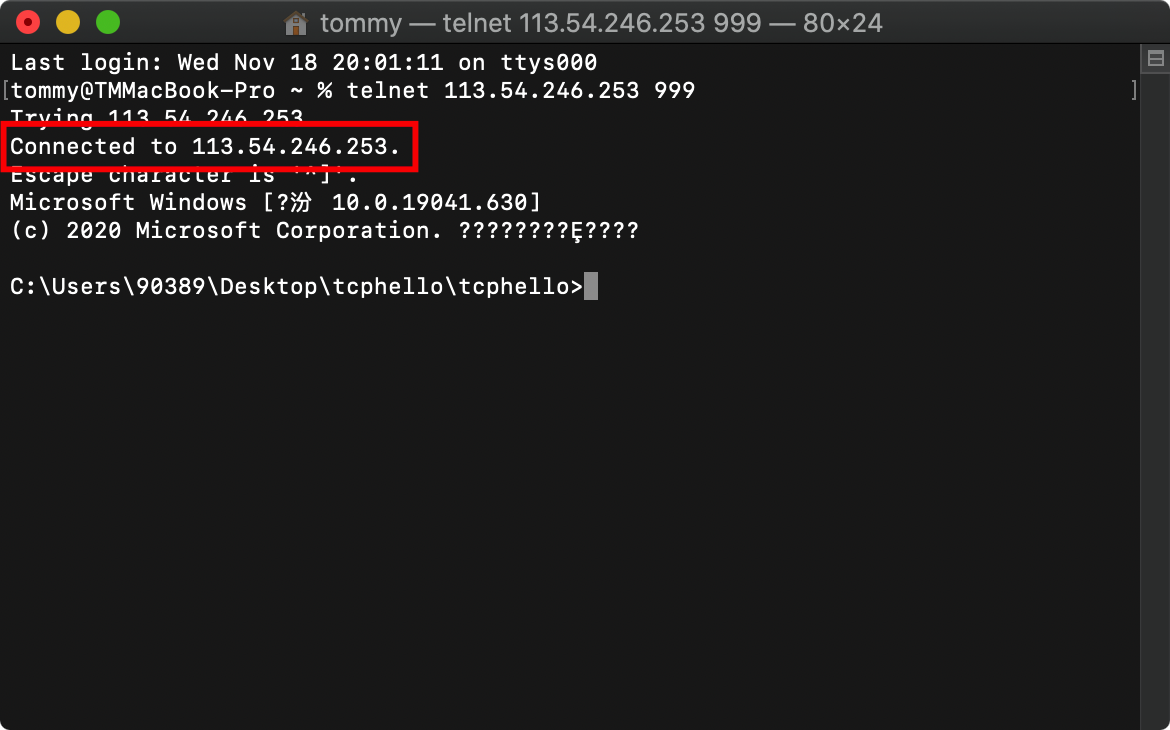 tommy — telnet 113.54.246.253 999 — 80×24
Last login: Wed Nov 18 20:01:11 on ttys000
[tommy@TMMacBook-Pro ~ % telnet 113.54.246.253 999 ]
Trying 113.54.246.253
Connected to 113.54.246.253.
Escape character is '^]'.
Microsoft Windows [?汾 10.0.19041.630]
(c) 2020 Microsoft Corporation. ????????Ȩ????
C:\Users\90389\Desktop\tcphello\tcphello>